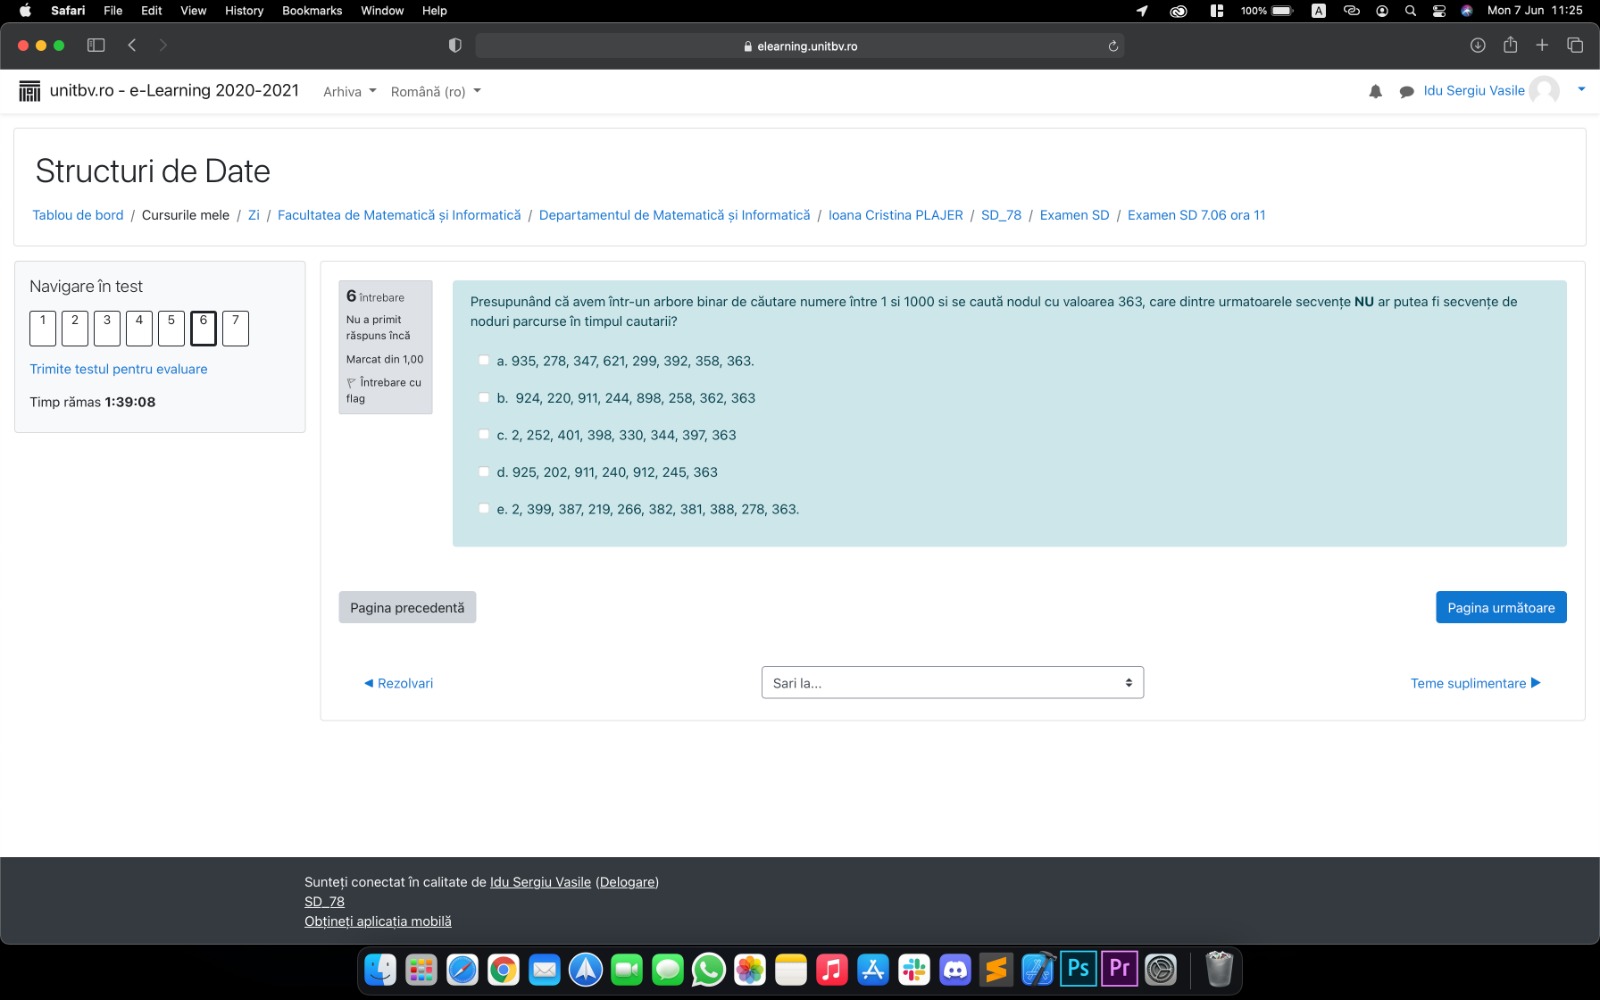 Safari File Edit View History Bookmarks Window Help 100% A Mon 7 Jun 11:25
elearning.unitbv.ro
unitbv.ro - e-Learning 2020-2021 Arhiva Română (ro) Idu Sergiu Vasile
Structuri de Date
Tablou de bord / Cursurile mele / Zi / Facultatea de Matematică și Informatică / Departamentul de Matematică și Informatică / Ioana Cristina PLAJER / SD_78 / Examen SD / Examen SD 7.06 ora 11
Navigare în test
1 2 3 4 5 6 7
Trimite testul pentru evaluare
Timp rămas 1:39:08
6 Întrebare
Nu a primit
răspuns încă
Marcat din 1,00
Întrebare cu
flag
Presupunând că avem într-un arbore binar de căutare numere între 1 si 1000 si se caută nodul cu valoarea 363, care dintre urmatoarele secvențe NU ar putea fi secvențe de
noduri parcurse în timpul cautarii?
a. 935, 278, 347, 621, 299, 392, 358, 363.
b. 924, 220, 911, 244, 898, 258, 362, 363
c. 2, 252, 401, 398, 330, 344, 397, 363
d. 925, 202, 911, 240, 912, 245, 363
e. 2, 399, 387, 219, 266, 382, 381, 388, 278, 363.
Pagina precedentă Pagina următoare
◄ Rezolvari Sari la... Teme suplimentare ►
Sunteți conectat în calitate de Idu Sergiu Vasile (Delogare)
SD_78
Obțineți aplicația mobilă
Ps Pr